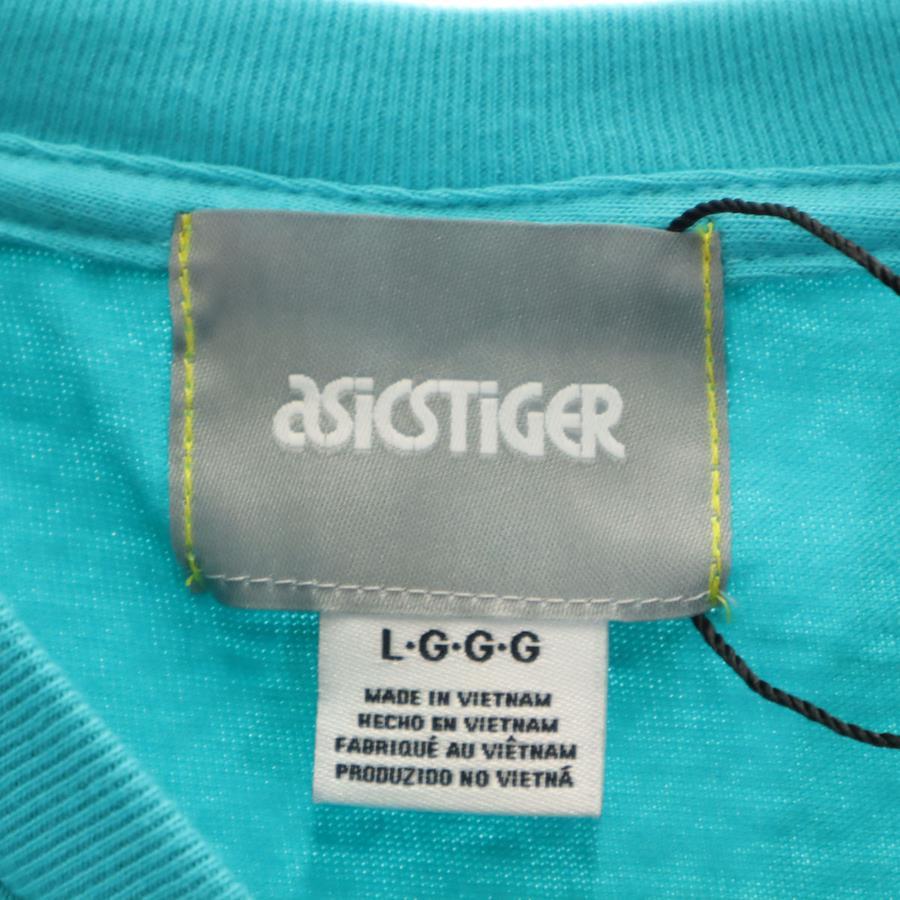 asicsTiGER
L·G·G·G
MADE IN VIETNAM
HECHO EN VIETNAM
FABRIQUÉ AU VIÊTNAM
PRODUZIDO NO VIETNÃ